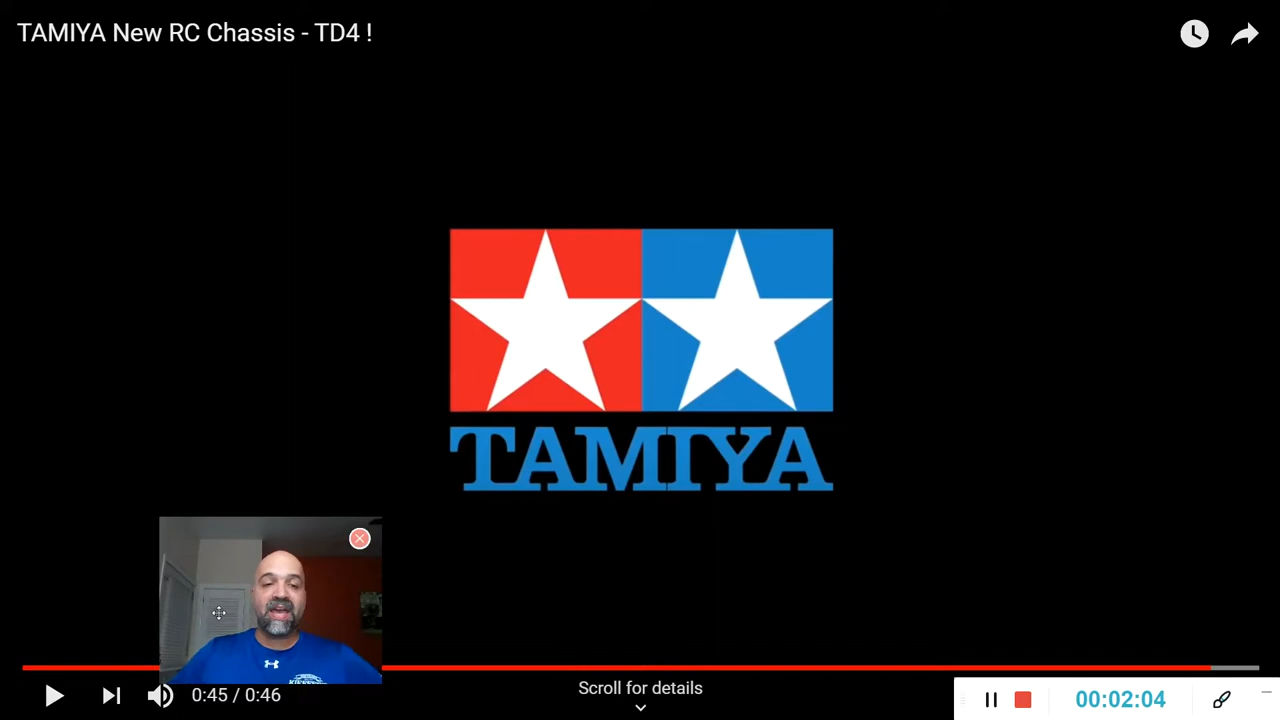 TAMIYA New RC Chassis - TD4 !
TAMIYA
0:45 / 0:46
Scroll for details
00:02:04